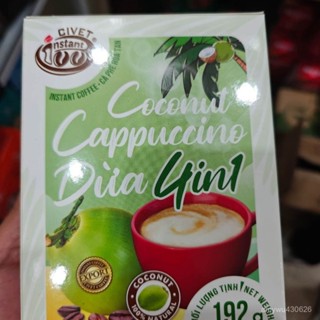 CIVET
instant
100%
INSTANT COFFEE - CÀ PHÊ HÒA TAN
Coconut
Cappuccino
Dừa 4in1
EXPORT
COCONUT
100% NATURAL
KHỐI LƯỢNG TỊNH / NET WEIGHT
192 g